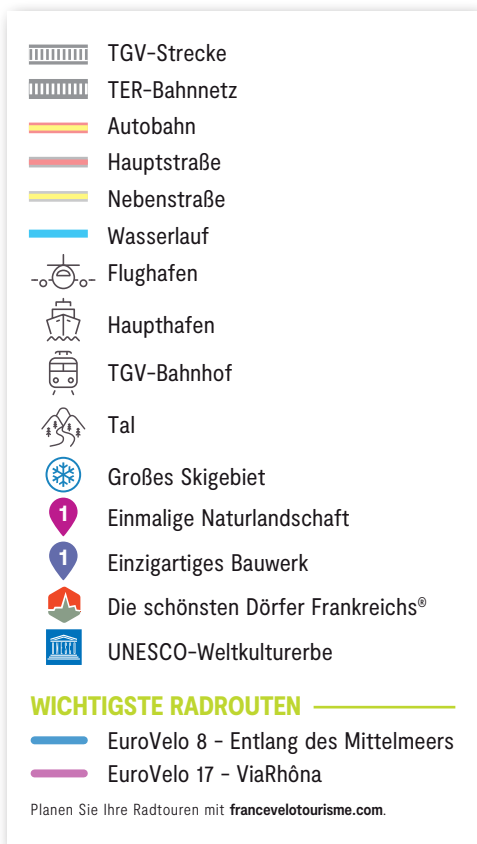 TGV-Strecke
TER-Bahnnetz
Autobahn
Hauptstraße
Nebenstraße
Wasserlauf
Flughafen
Haupthafen
TGV-Bahnhof
Tal
Großes Skigebiet
1 Einmalige Naturlandschaft
1 Einzigartiges Bauwerk
Die schönsten Dörfer Frankreichs®
UNESCO-Weltkulturerbe
WICHTIGSTE RADROUTEN
EuroVelo 8 - Entlang des Mittelmeers
EuroVelo 17 - ViaRhôna
Planen Sie Ihre Radtouren mit francevelotourisme.com.